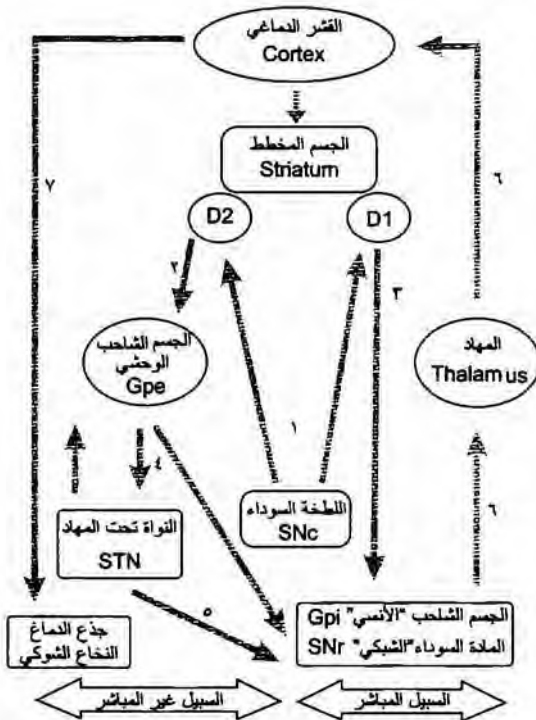 القشر الدماغي
Cortex
الجسم المخطط
Striatum
D2
D1
٧
٦
٢
٣
الجسم الشاحب
الوحشي
Gpe
المهاد
Thalamus
١
٤
اللطخة السوداء
SNc
النواة تحت المهاد
STN
٦
٥
جذع الدماغ
النخاع الشوكي
الجسم الشلحب "الأنسي" Gpi
المادة السوداء "الشبكي" SNr
السبيل غير المباشر
السبيل المباشر